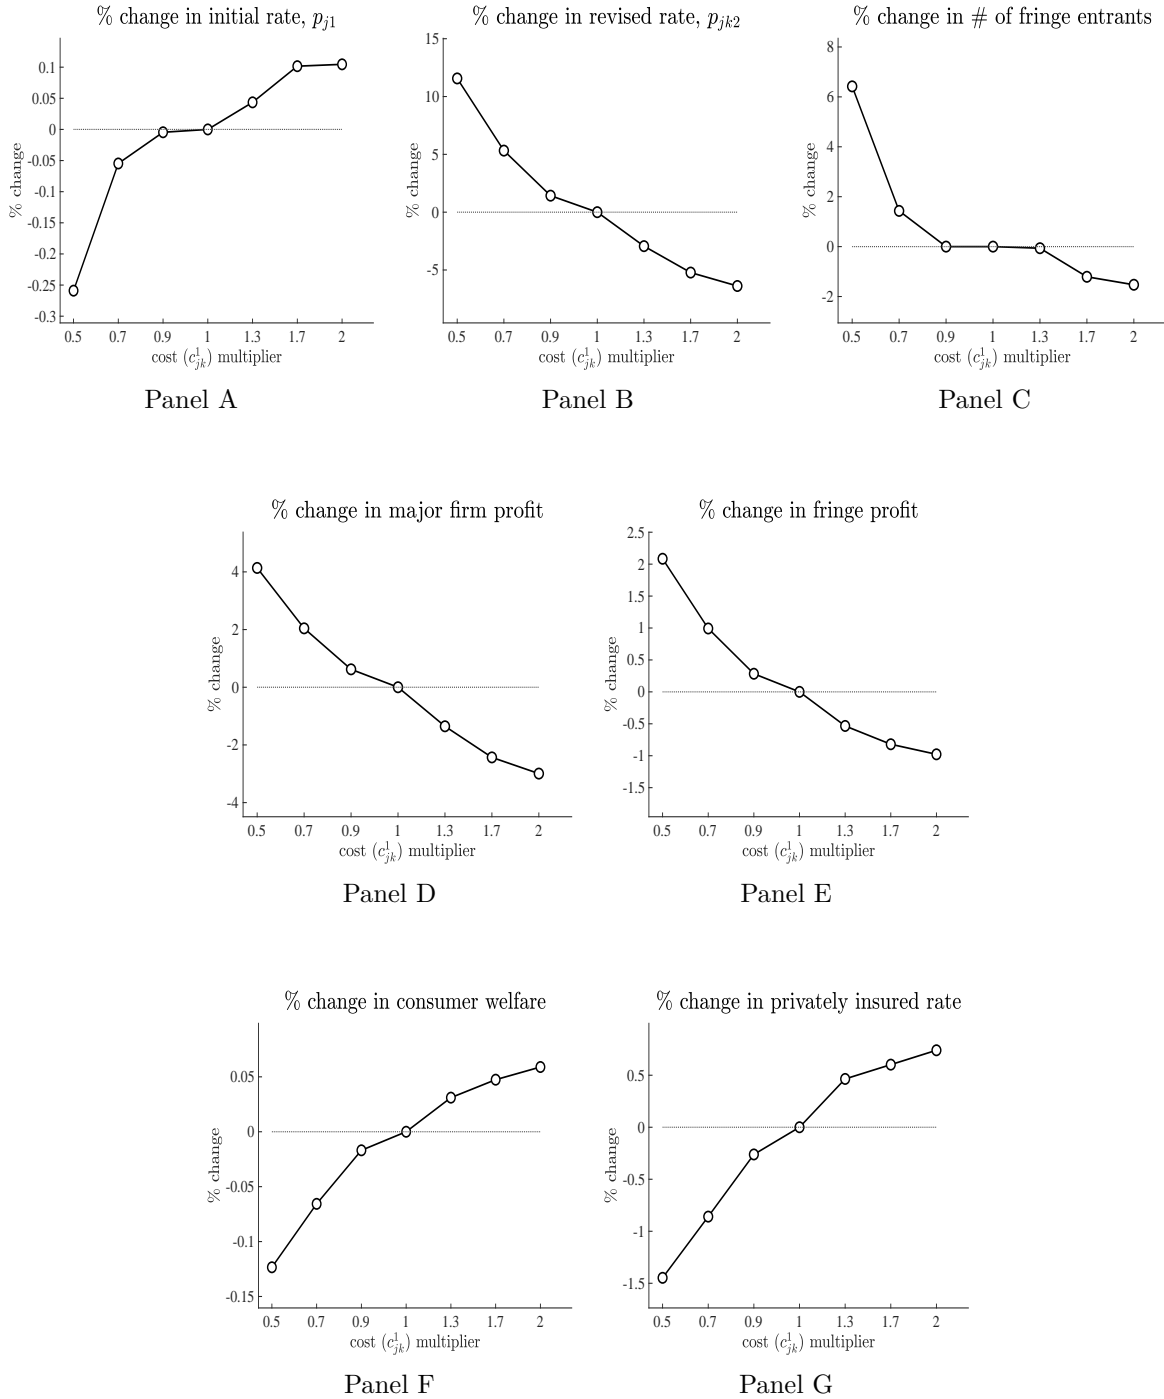 % change in initial rate, p_{j1}
0.1
0.05
0
-0.05
-0.1
-0.15
-0.2
-0.25
-0.3
% change
0.5 0.7 0.9 1 1.3 1.7 2
cost (c^1_{jk}) multiplier
Panel A
% change in revised rate, p_{jk2}
15
10
5
0
-5
% change
0.5 0.7 0.9 1 1.3 1.7 2
cost (c^1_{jk}) multiplier
Panel B
% change in # of fringe entrants
8
6
4
2
0
-2
% change
0.5 0.7 0.9 1 1.3 1.7 2
cost (c^1_{jk}) multiplier
Panel C
% change in major firm profit
4
2
0
-2
-4
% change
0.5 0.7 0.9 1 1.3 1.7 2
cost (c^1_{jk}) multiplier
Panel D
% change in fringe profit
2.5
2
1.5
1
0.5
0
-0.5
-1
-1.5
% change
0.5 0.7 0.9 1 1.3 1.7 2
cost (c^1_{jk}) multiplier
Panel E
% change in consumer welfare
0.05
0
-0.05
-0.1
-0.15
% change
0.5 0.7 0.9 1 1.3 1.7 2
cost (c^1_{jk}) multiplier
Panel F
% change in privately insured rate
0.5
0
-0.5
-1
-1.5
% change
0.5 0.7 0.9 1 1.3 1.7 2
cost (c^1_{jk}) multiplier
Panel G